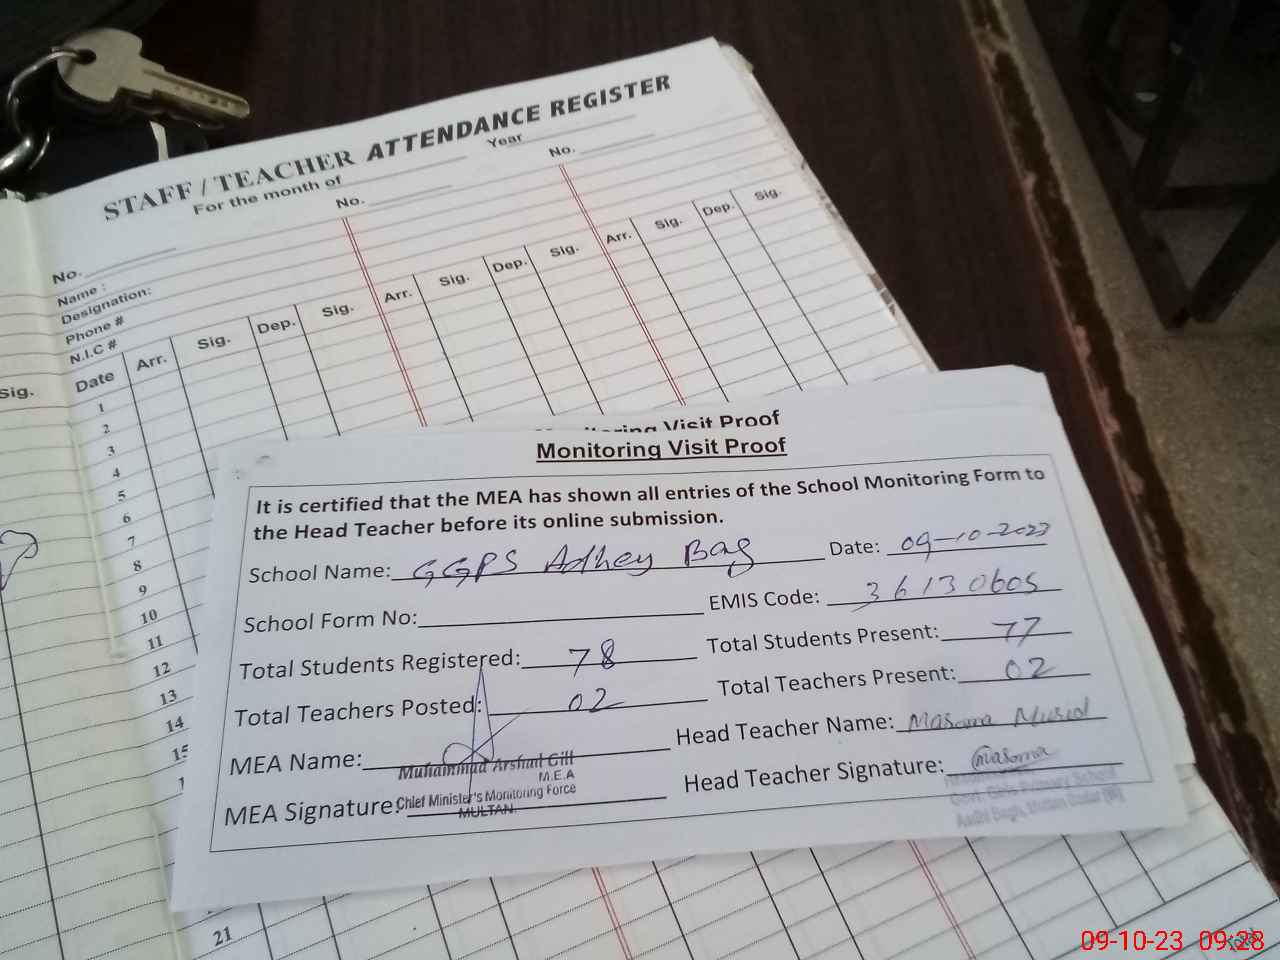 STAFF / TEACHER ATTENDANCE REGISTER
For the month of Year
No. No. No.
Name :
Designation:
Phone #
N.I.C #
Sig.
Date Arr. Sig. Dep. Sig. Arr. Sig. Dep. Sig. Arr. Sig. Dep. Sig.
1
2
3
4
5
6
7
8
9
10
11
12
13
14
15
21
Visit Proof
Monitoring Visit Proof
It is certified that the MEA has shown all entries of the School Monitoring Form to
the Head Teacher before its online submission.
School Name: GGPS Adhey Bag Date: 09-10-2023
School Form No: EMIS Code: 36130605
Total Students Registered: 78 Total Students Present: 77
Total Teachers Posted: 02 Total Teachers Present: 02
MEA Name: Head Teacher Name:
Muhammad Arshad Gill
M.E.A
MEA Signature: Chief Minister's Monitoring Force Head Teacher Signature:
MULTAN.
Govt. Girls Primary School
09-10-23 09:28